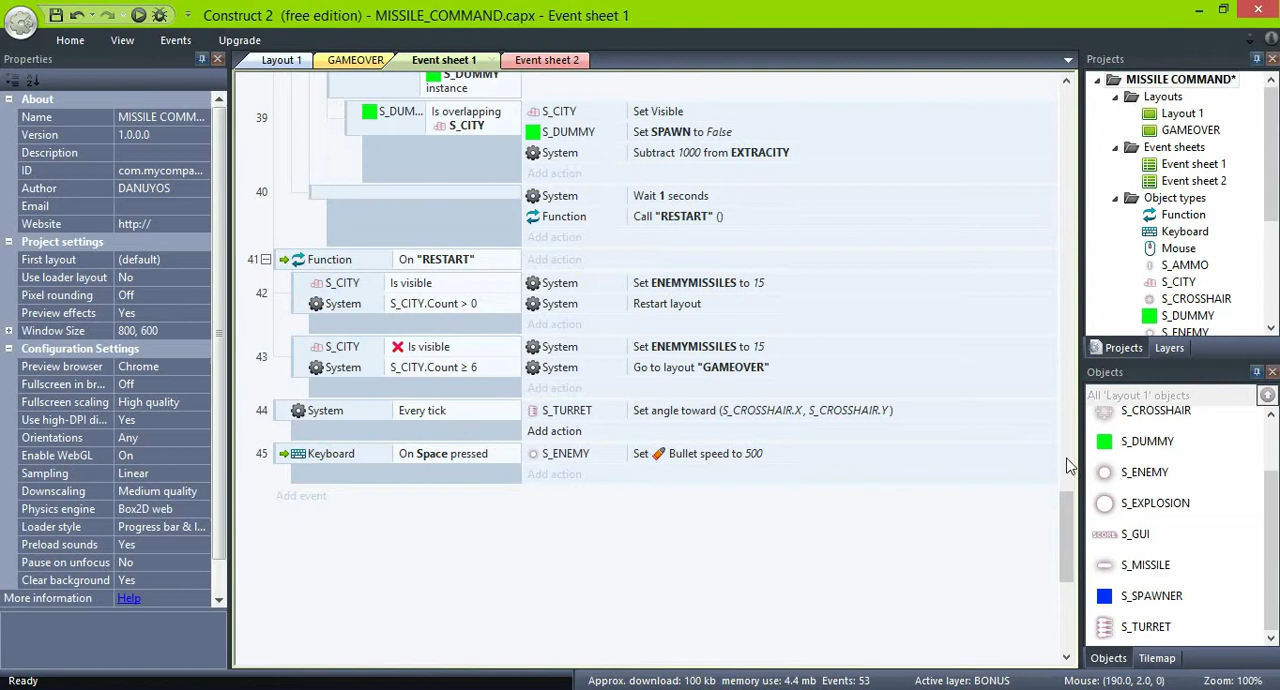 Construct 2 (free edition) - MISSILE_COMMAND.capx - Event sheet 1
Home View Events Upgrade
Properties
About
Name MISSILE COMM...
Version 1.0.0.0
Description
ID com.mycompa...
Author DANUYOS
Email
Website http://
Project settings
First layout (default)
Use loader layout No
Pixel rounding Off
Preview effects Yes
Window Size 800, 600
Configuration Settings
Preview browser Chrome
Fullscreen in br... Off
Fullscreen scaling High quality
Use high-DPI di... Yes
Orientations Any
Enable WebGL On
Sampling Linear
Downscaling Medium quality
Physics engine Box2D web
Loader style Progress bar & l...
Preload sounds Yes
Pause on unfocus No
Clear background Yes
More information Help
Layout 1 GAMEOVER Event sheet 1 Event sheet 2
S_DUMMY
instance
39 S_DUM... Is overlapping S_CITY Set Visible
S_CITY S_DUMMY Set SPAWN to False
System Subtract 1000 from EXTRACITY
Add action
40 System Wait 1 seconds
Function Call "RESTART" ()
Add action
41 Function On "RESTART" Add action
42 S_CITY Is visible System Set ENEMYMISSILES to 15
System S_CITY.Count > 0 System Restart layout
Add action
43 S_CITY Is visible System Set ENEMYMISSILES to 15
System S_CITY.Count ≥ 6 System Go to layout "GAMEOVER"
Add action
44 System Every tick S_TURRET Set angle toward (S_CROSSHAIR.X, S_CROSSHAIR.Y)
Add action
45 Keyboard On Space pressed S_ENEMY Set Bullet speed to 500
Add action
Add event
Projects
MISSILE COMMAND*
Layouts
Layout 1
GAMEOVER
Event sheets
Event sheet 1
Event sheet 2
Object types
Function
Keyboard
Mouse
S_AMMO
S_CITY
S_CROSSHAIR
S_DUMMY
S_ENEMY
Projects Layers
Objects
All 'Layout 1' objects
S_CROSSHAIR
S_DUMMY
S_ENEMY
S_EXPLOSION
SCORE S_GUI
S_MISSILE
S_SPAWNER
S_TURRET
Objects Tilemap
Ready Approx. download: 100 kb memory use: 4.4 mb Events: 53 Active layer: BONUS Mouse: (190.0, 2.0, 0) Zoom: 100%